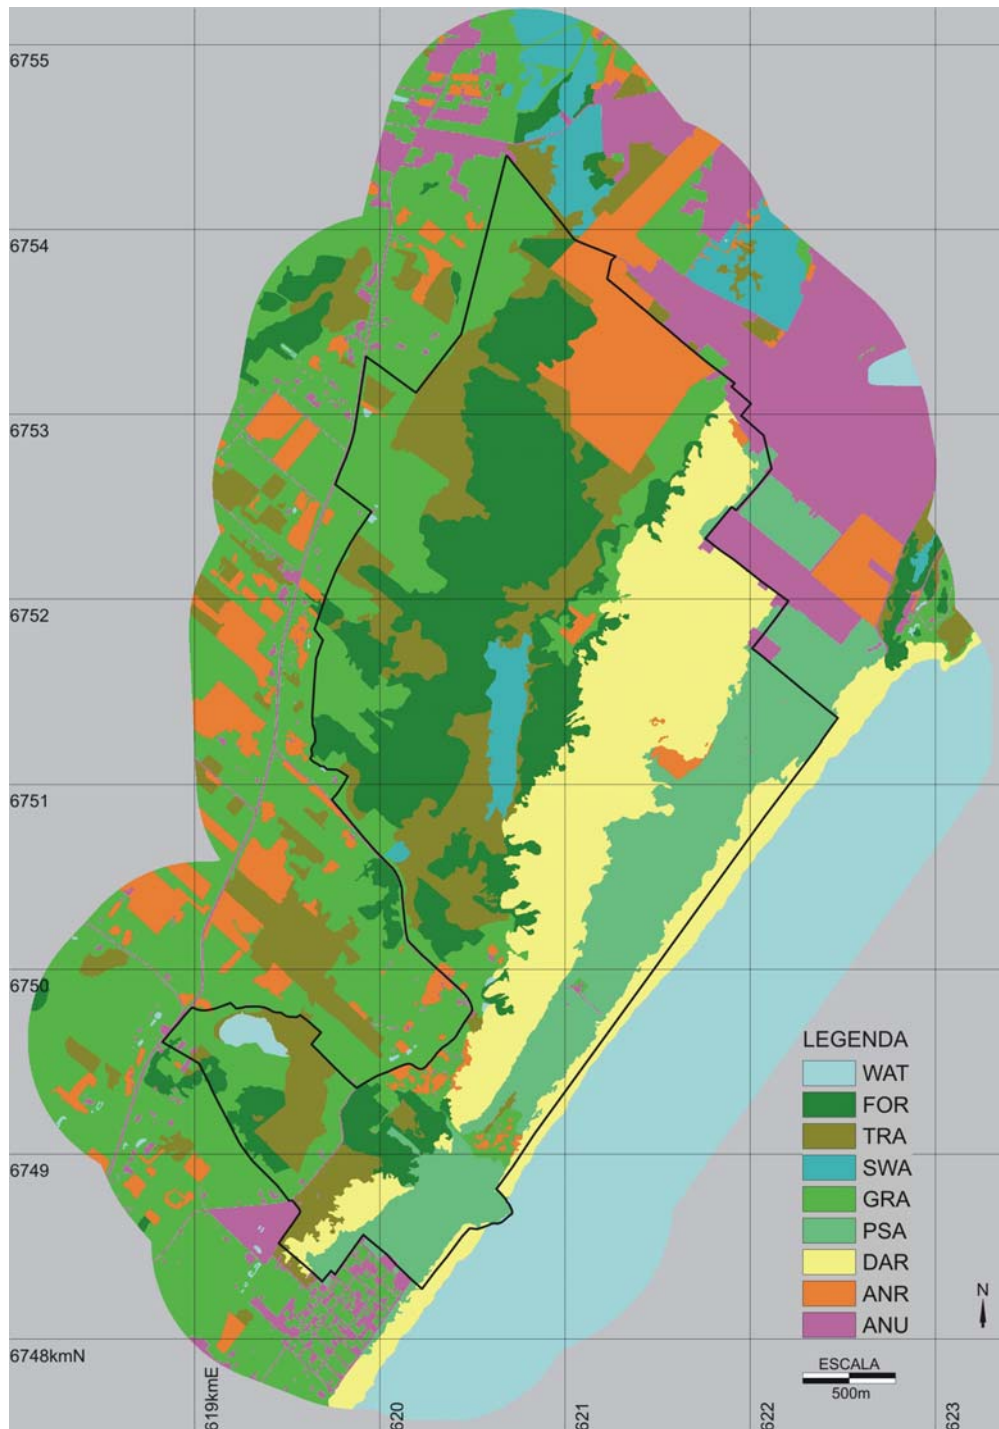 6755
6754
6753
6752
6751
6750
6749
6748kmN
619kmE
620
621
622
623
LEGENDA
WAT
FOR
TRA
SWA
GRA
PSA
DAR
ANR
ANU
N
ESCALA
500m